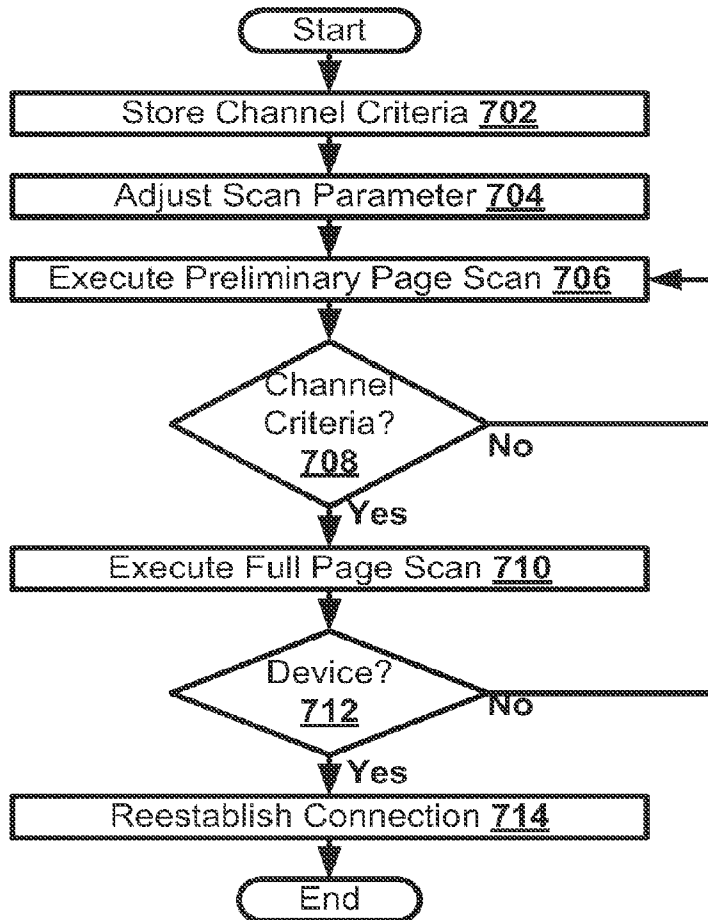 Start
Store Channel Criteria 702
Adjust Scan Parameter 704
Execute Preliminary Page Scan 706
Channel
Criteria?
708
No
Yes
Execute Full Page Scan 710
Device?
712
No
Yes
Reestablish Connection 714
End